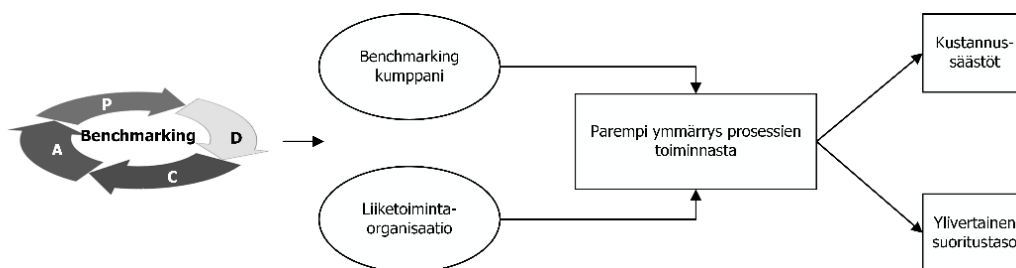 P
Benchmarking
D
A
C
Benchmarking
kumppani
Liiketoiminta-
organisaatio
Parempi ymmärrys prosessien
toiminnasta
Kustannus-
säästöt
Ylivertainen
suoritustaso